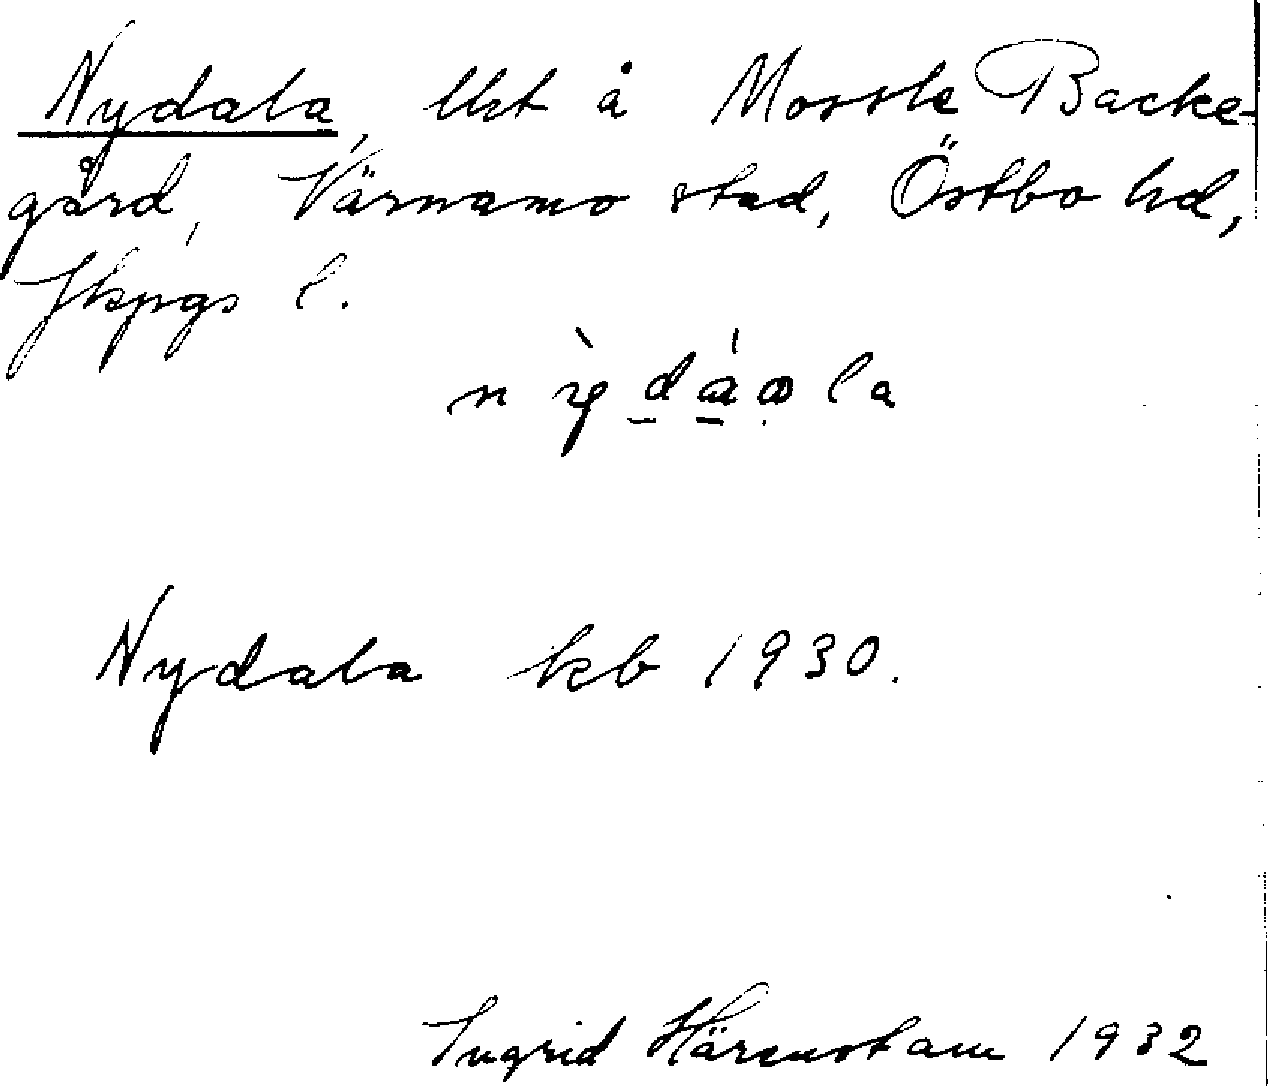 Nydala, lht å Mossle Backe-
gård, Värnamo stad, Östbo hd,
Jkpgs l.
Nydala kb 1930.
Ingrid Härenstam 1932